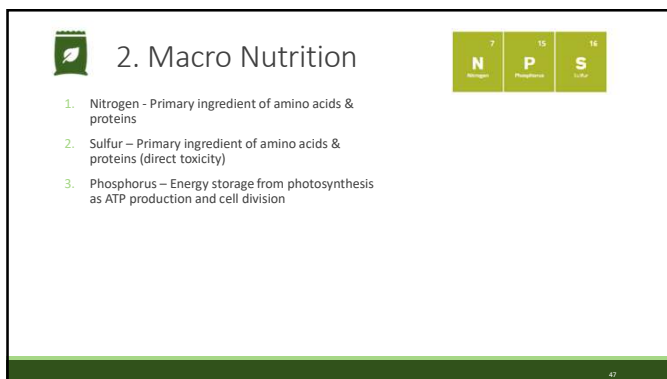 2. Macro Nutrition
7
N
Nitrogen
15
P
Phosphorus
16
S
Sulfur
1. Nitrogen - Primary ingredient of amino acids &
proteins
2. Sulfur – Primary ingredient of amino acids &
proteins (direct toxicity)
3. Phosphorus – Energy storage from photosynthesis
as ATP production and cell division
47